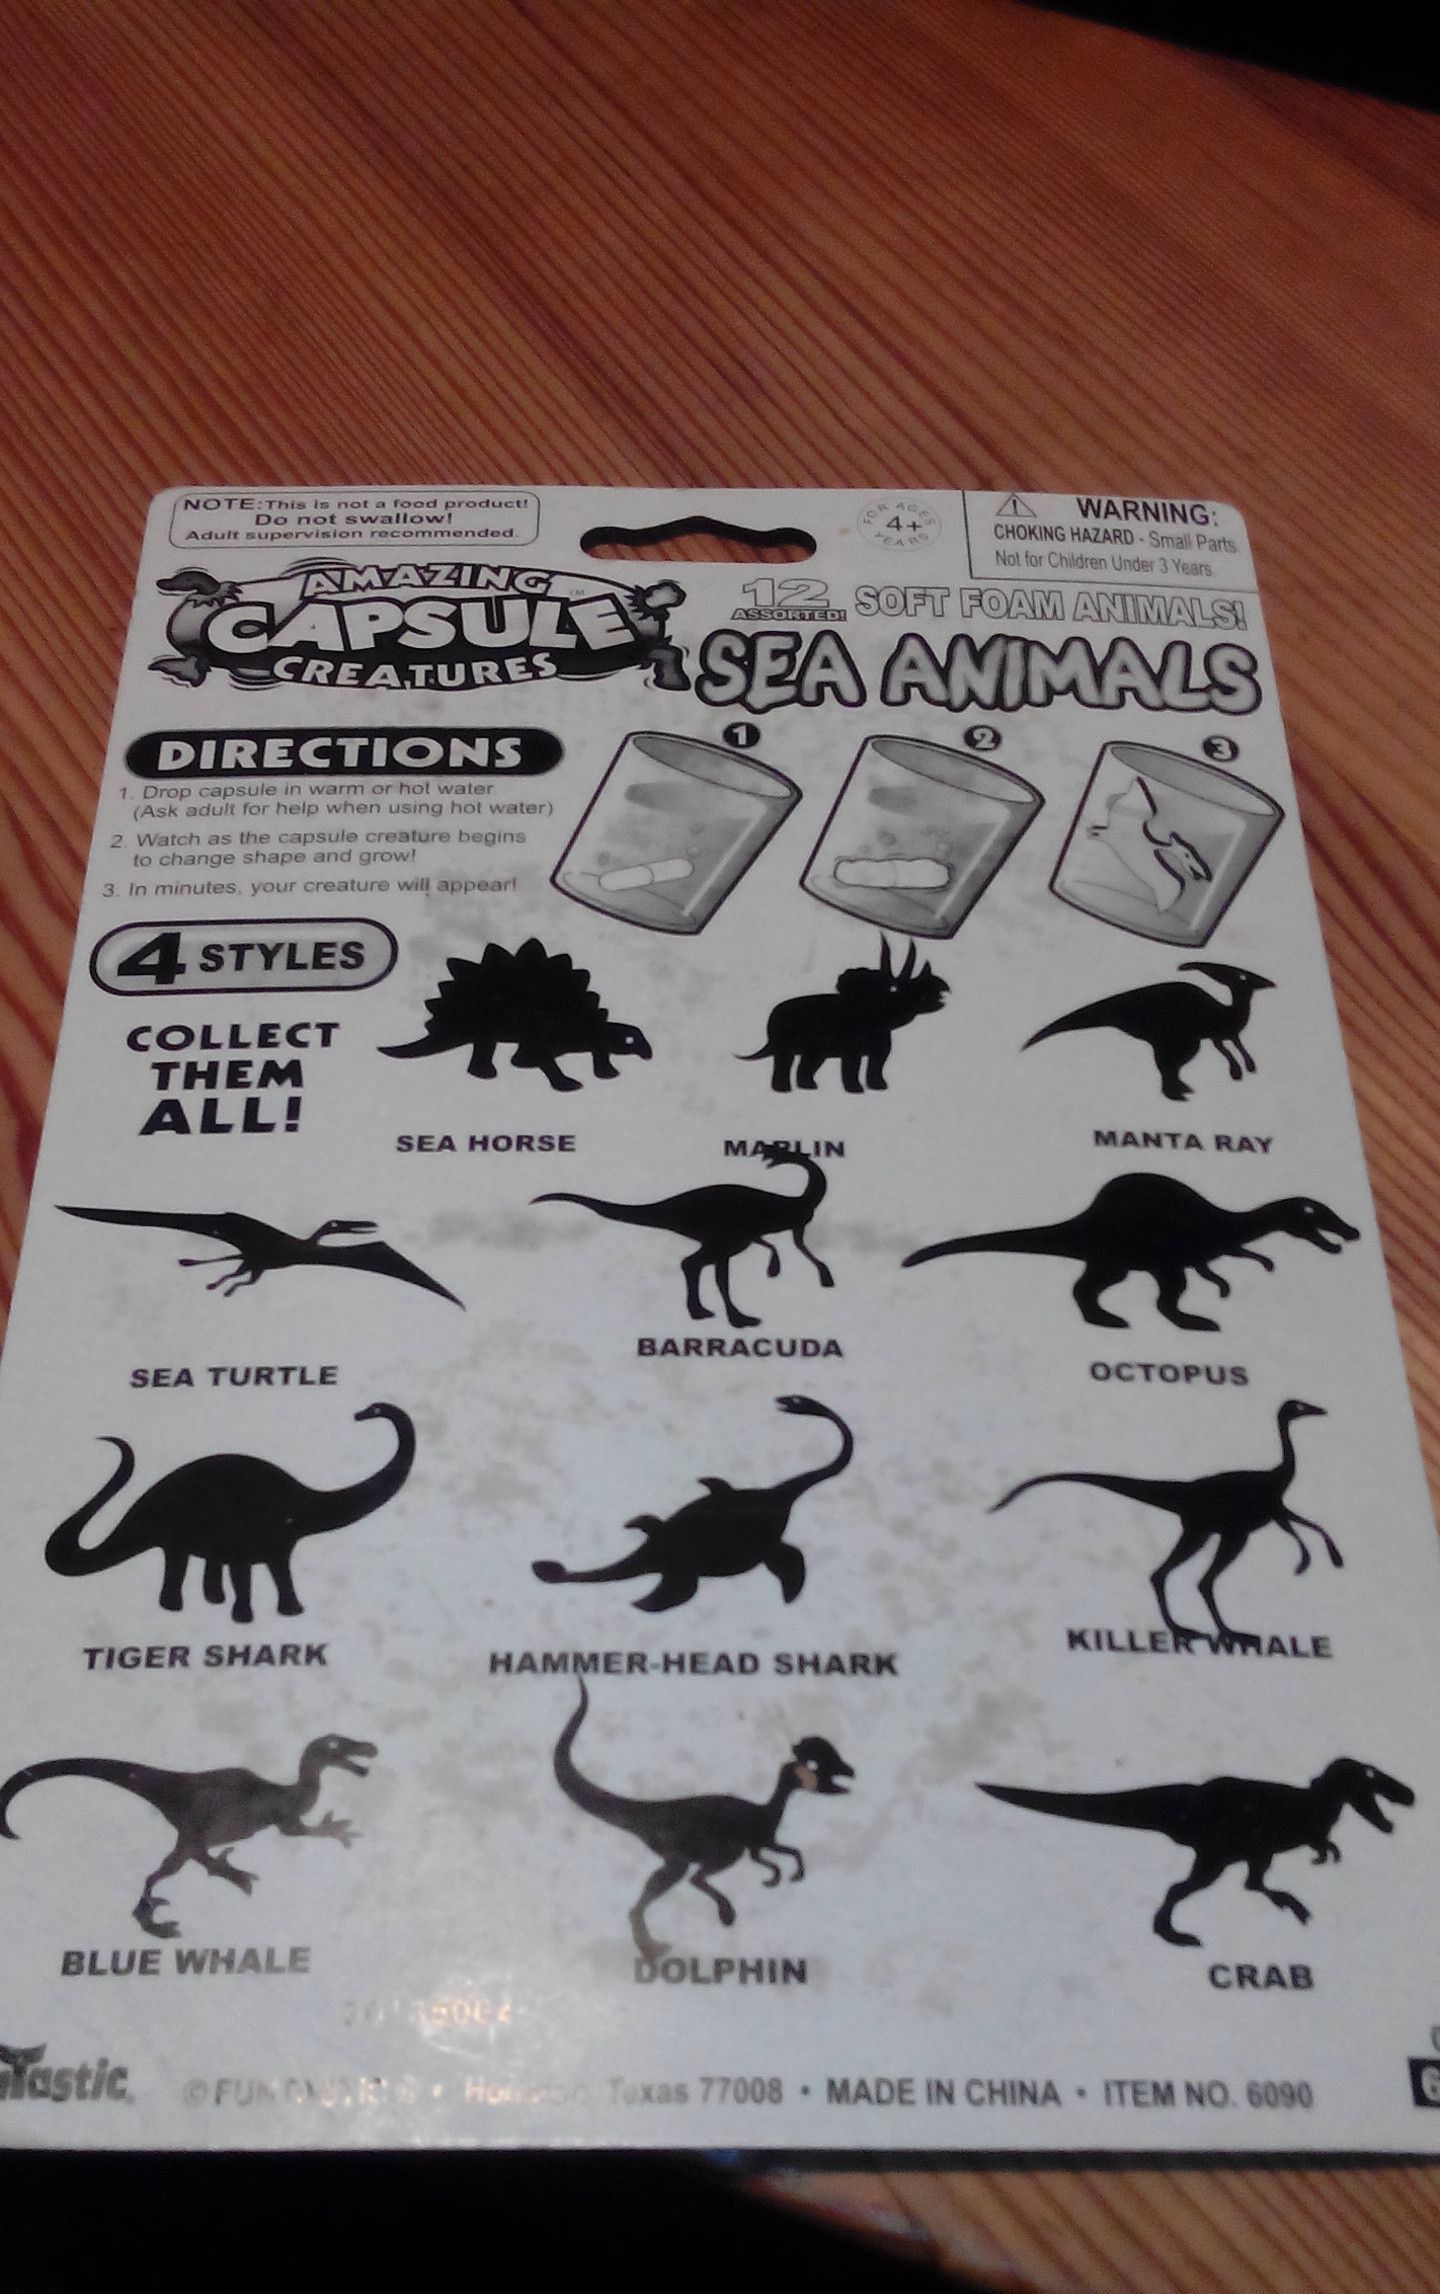 NOTE: This is not a food product!
Do not swallow!
Adult supervision recommended.
FOR AGES
4+
YEARS
WARNING:
CHOKING HAZARD - Small Parts.
Not for Children Under 3 Years.
AMAZING
CAPSULE™
CREATURES
12
ASSORTED!
SOFT FOAM ANIMALS!
SEA ANIMALS
DIRECTIONS
1. Drop capsule in warm or hot water.
(Ask adult for help when using hot water)
2. Watch as the capsule creature begins
to change shape and grow!
3. In minutes, your creature will appear!
1
2
3
4 STYLES
COLLECT
THEM
ALL!
SEA HORSE
MARLIN
MANTA RAY
SEA TURTLE
BARRACUDA
OCTOPUS
TIGER SHARK
HAMMER-HEAD SHARK
KILLER WHALE
BLUE WHALE
DOLPHIN
CRAB
Texas 77008 • MADE IN CHINA • ITEM NO. 6090